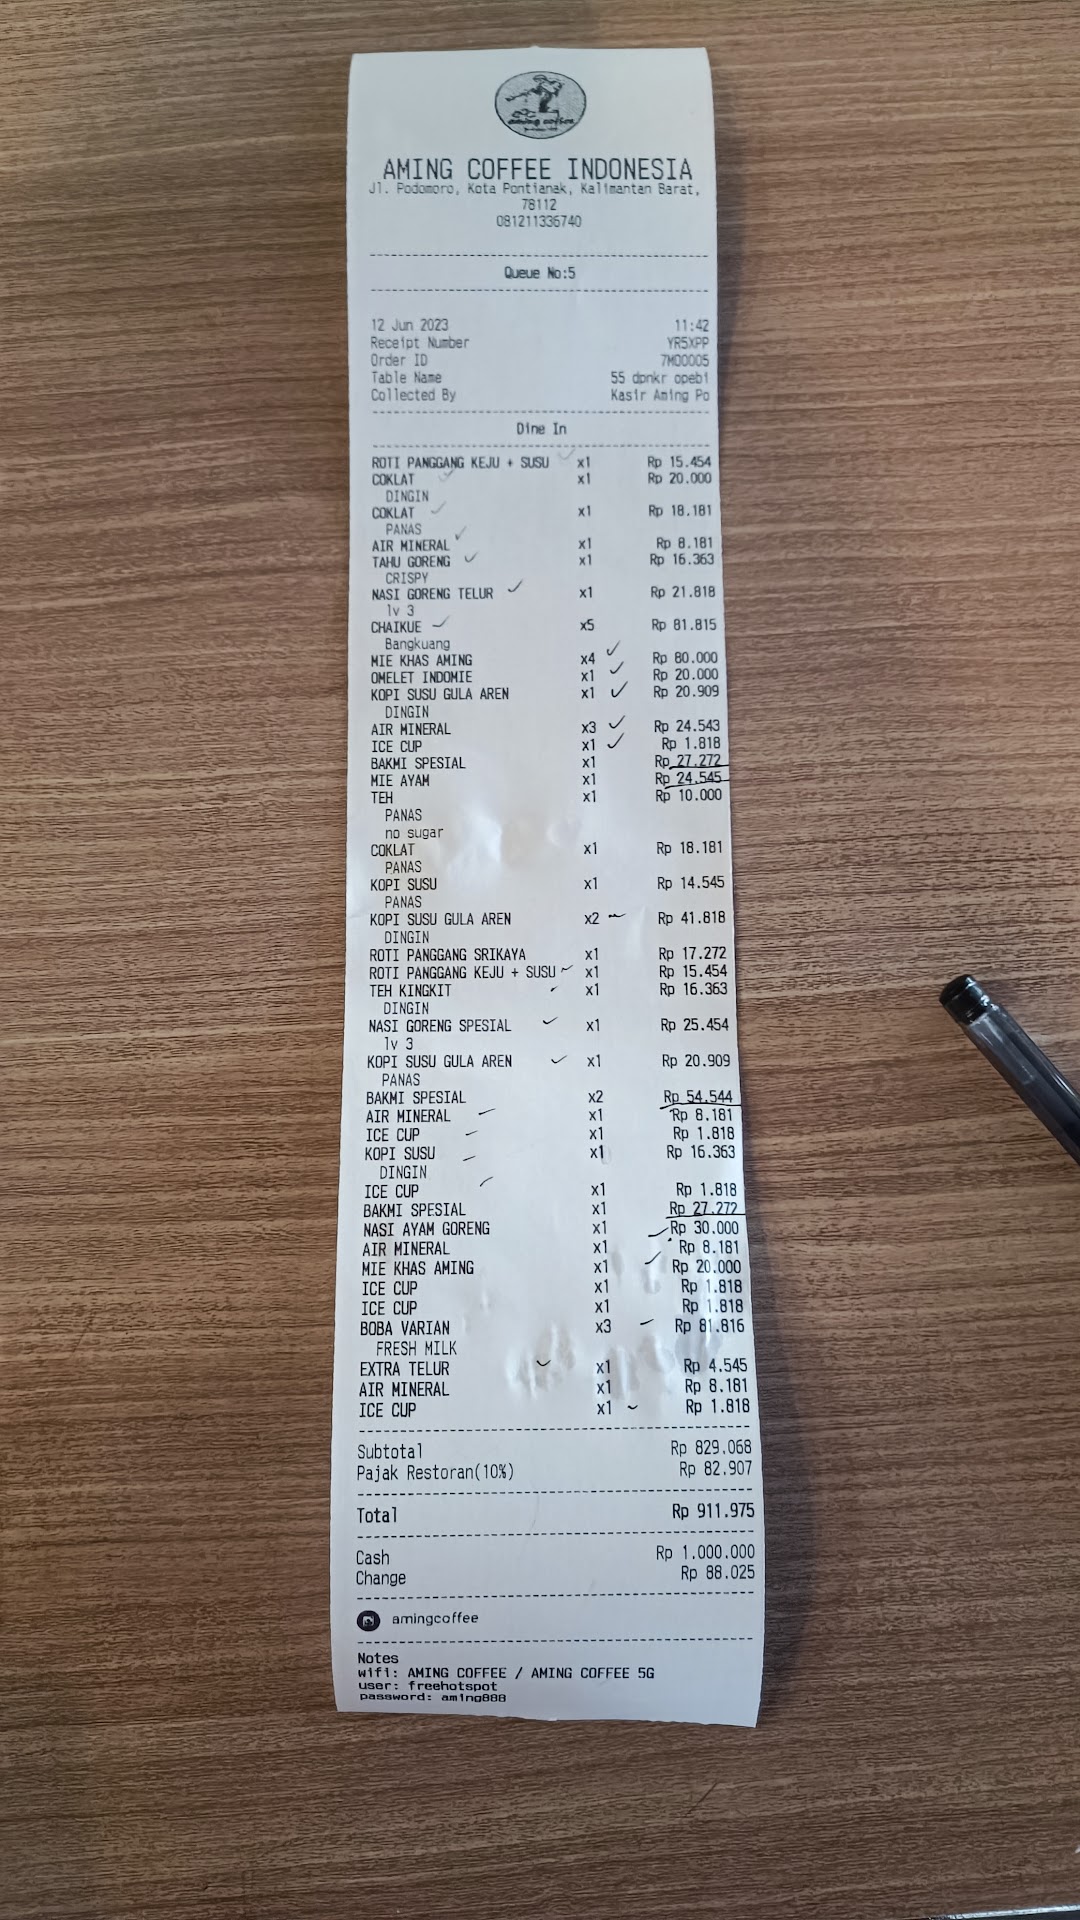 aming coffee
AMING COFFEE INDONESIA
Jl. Podomoro, Kota Pontianak, Kalimantan Barat,
78112
081211336740
Queue No:5
12 Jun 2023 11:42
Receipt Number YR5XPP
Order ID 7M00005
Table Name 55 dpnkr opebi
Collected By Kasir Aming Po
Dine In
ROTI PANGGANG KEJU + SUSU x1 Rp 15.454
COKLAT x1 Rp 20.000
DINGIN
COKLAT x1 Rp 18.181
PANAS
AIR MINERAL x1 Rp 8.181
TAHU GORENG x1 Rp 16.363
CRISPY
NASI GORENG TELUR x1 Rp 21.818
lv 3
CHAIKUE x5 Rp 81.815
Bangkuang
MIE KHAS AMING x4 Rp 80.000
OMELET INDOMIE x1 Rp 20.000
KOPI SUSU GULA AREN x1 Rp 20.909
DINGIN
AIR MINERAL x3 Rp 24.543
ICE CUP x1 Rp 1.818
BAKMI SPESIAL x1 Rp 27.272
MIE AYAM x1 Rp 24.545
TEH x1 Rp 10.000
PANAS
no sugar
COKLAT x1 Rp 18.181
PANAS
KOPI SUSU x1 Rp 14.545
PANAS
KOPI SUSU GULA AREN x2 Rp 41.818
DINGIN
ROTI PANGGANG SRIKAYA x1 Rp 17.272
ROTI PANGGANG KEJU + SUSU x1 Rp 15.454
TEH KINGKIT x1 Rp 16.363
DINGIN
NASI GORENG SPESIAL x1 Rp 25.454
lv 3
KOPI SUSU GULA AREN x1 Rp 20.909
PANAS
BAKMI SPESIAL x2 Rp 54.544
AIR MINERAL x1 Rp 8.181
ICE CUP x1 Rp 1.818
KOPI SUSU x1 Rp 16.363
DINGIN
ICE CUP x1 Rp 1.818
BAKMI SPESIAL x1 Rp 27.272
NASI AYAM GORENG x1 Rp 30.000
AIR MINERAL x1 Rp 8.181
MIE KHAS AMING x1 Rp 20.000
ICE CUP x1 Rp 1.818
ICE CUP x1 Rp 1.818
BOBA VARIAN x3 Rp 81.816
FRESH MILK
EXTRA TELUR x1 Rp 4.545
AIR MINERAL x1 Rp 8.181
ICE CUP x1 Rp 1.818
Subtotal Rp 829.068
Pajak Restoran(10%) Rp 82.907
Total Rp 911.975
Cash Rp 1.000.000
Change Rp 88.025
amingcoffee
Notes
wifi: AMING COFFEE / AMING COFFEE 5G
user: freehotspot
password: aming888